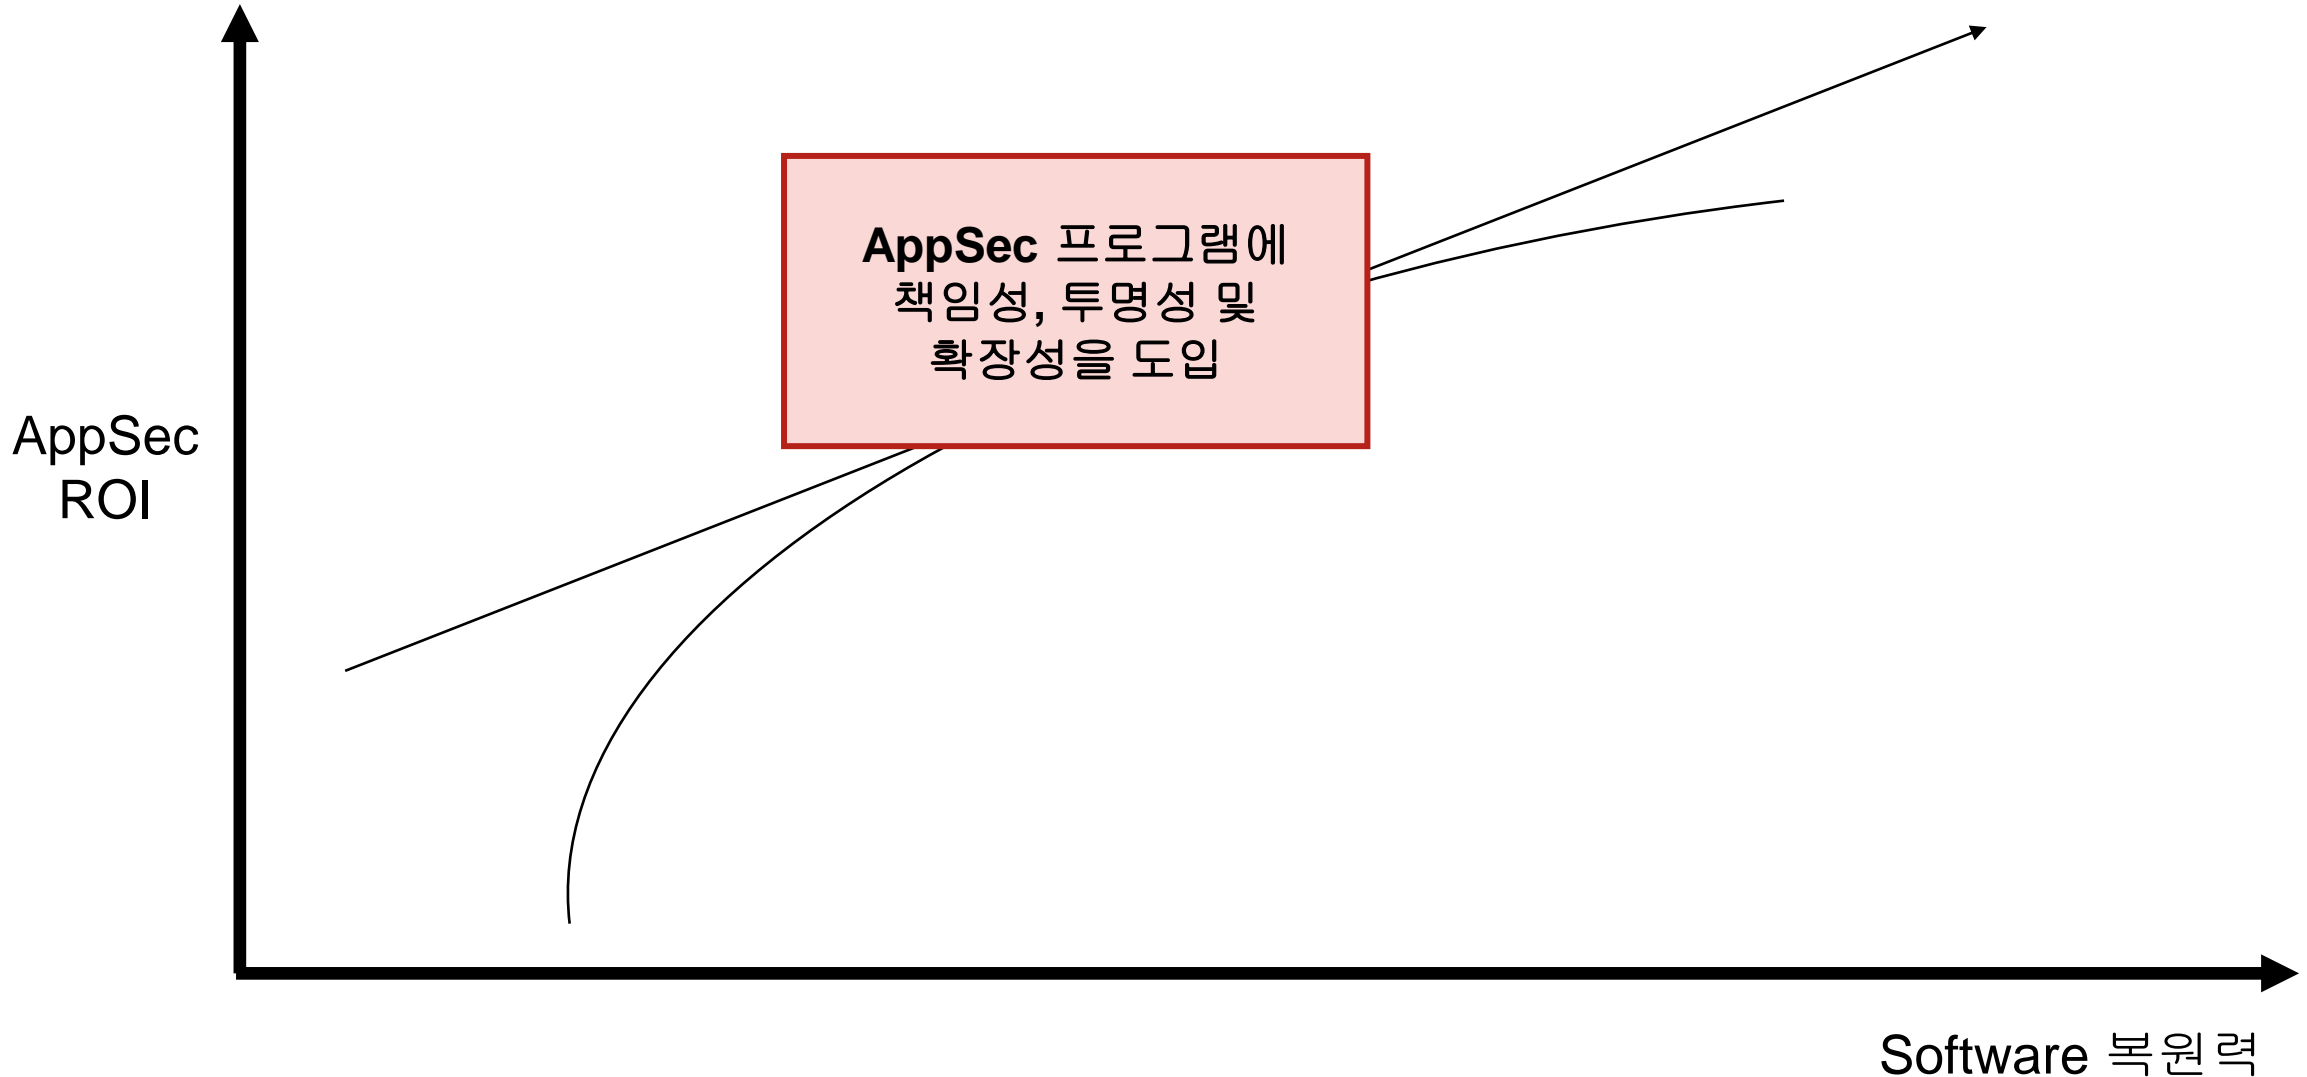 AppSec 프로그램에
책임성, 투명성 및
확장성을 도입
AppSec
ROI
Software 복원력